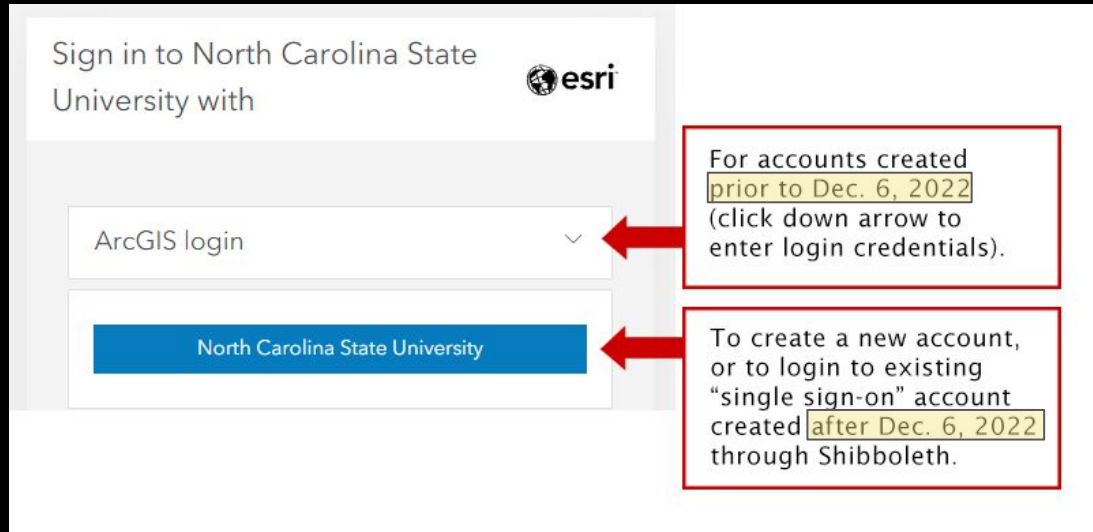 Sign in to North Carolina State
University with
esri
ArcGIS login
North Carolina State University
For accounts created
prior to Dec. 6, 2022
(click down arrow to
enter login credentials).
To create a new account,
or to login to existing
“single sign-on” account
created after Dec. 6, 2022
through Shibboleth.